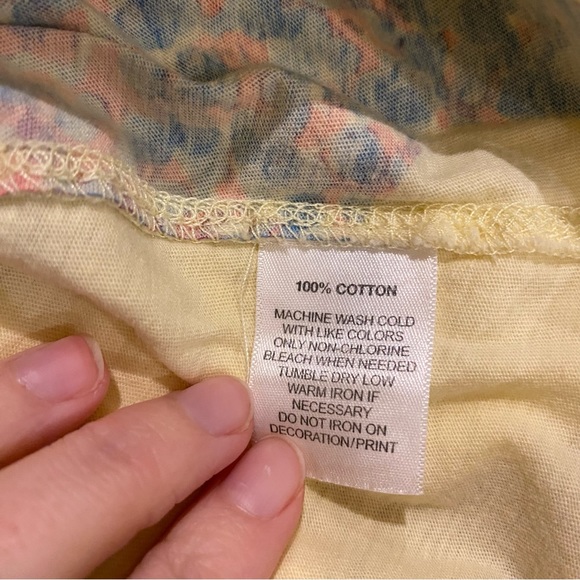 100% COTTON
MACHINE WASH COLD
WITH LIKE COLORS
ONLY NON-CHLORINE
BLEACH WHEN NEEDED
TUMBLE DRY LOW
WARM IRON IF
NECESSARY
DO NOT IRON ON
DECORATION/PRINT